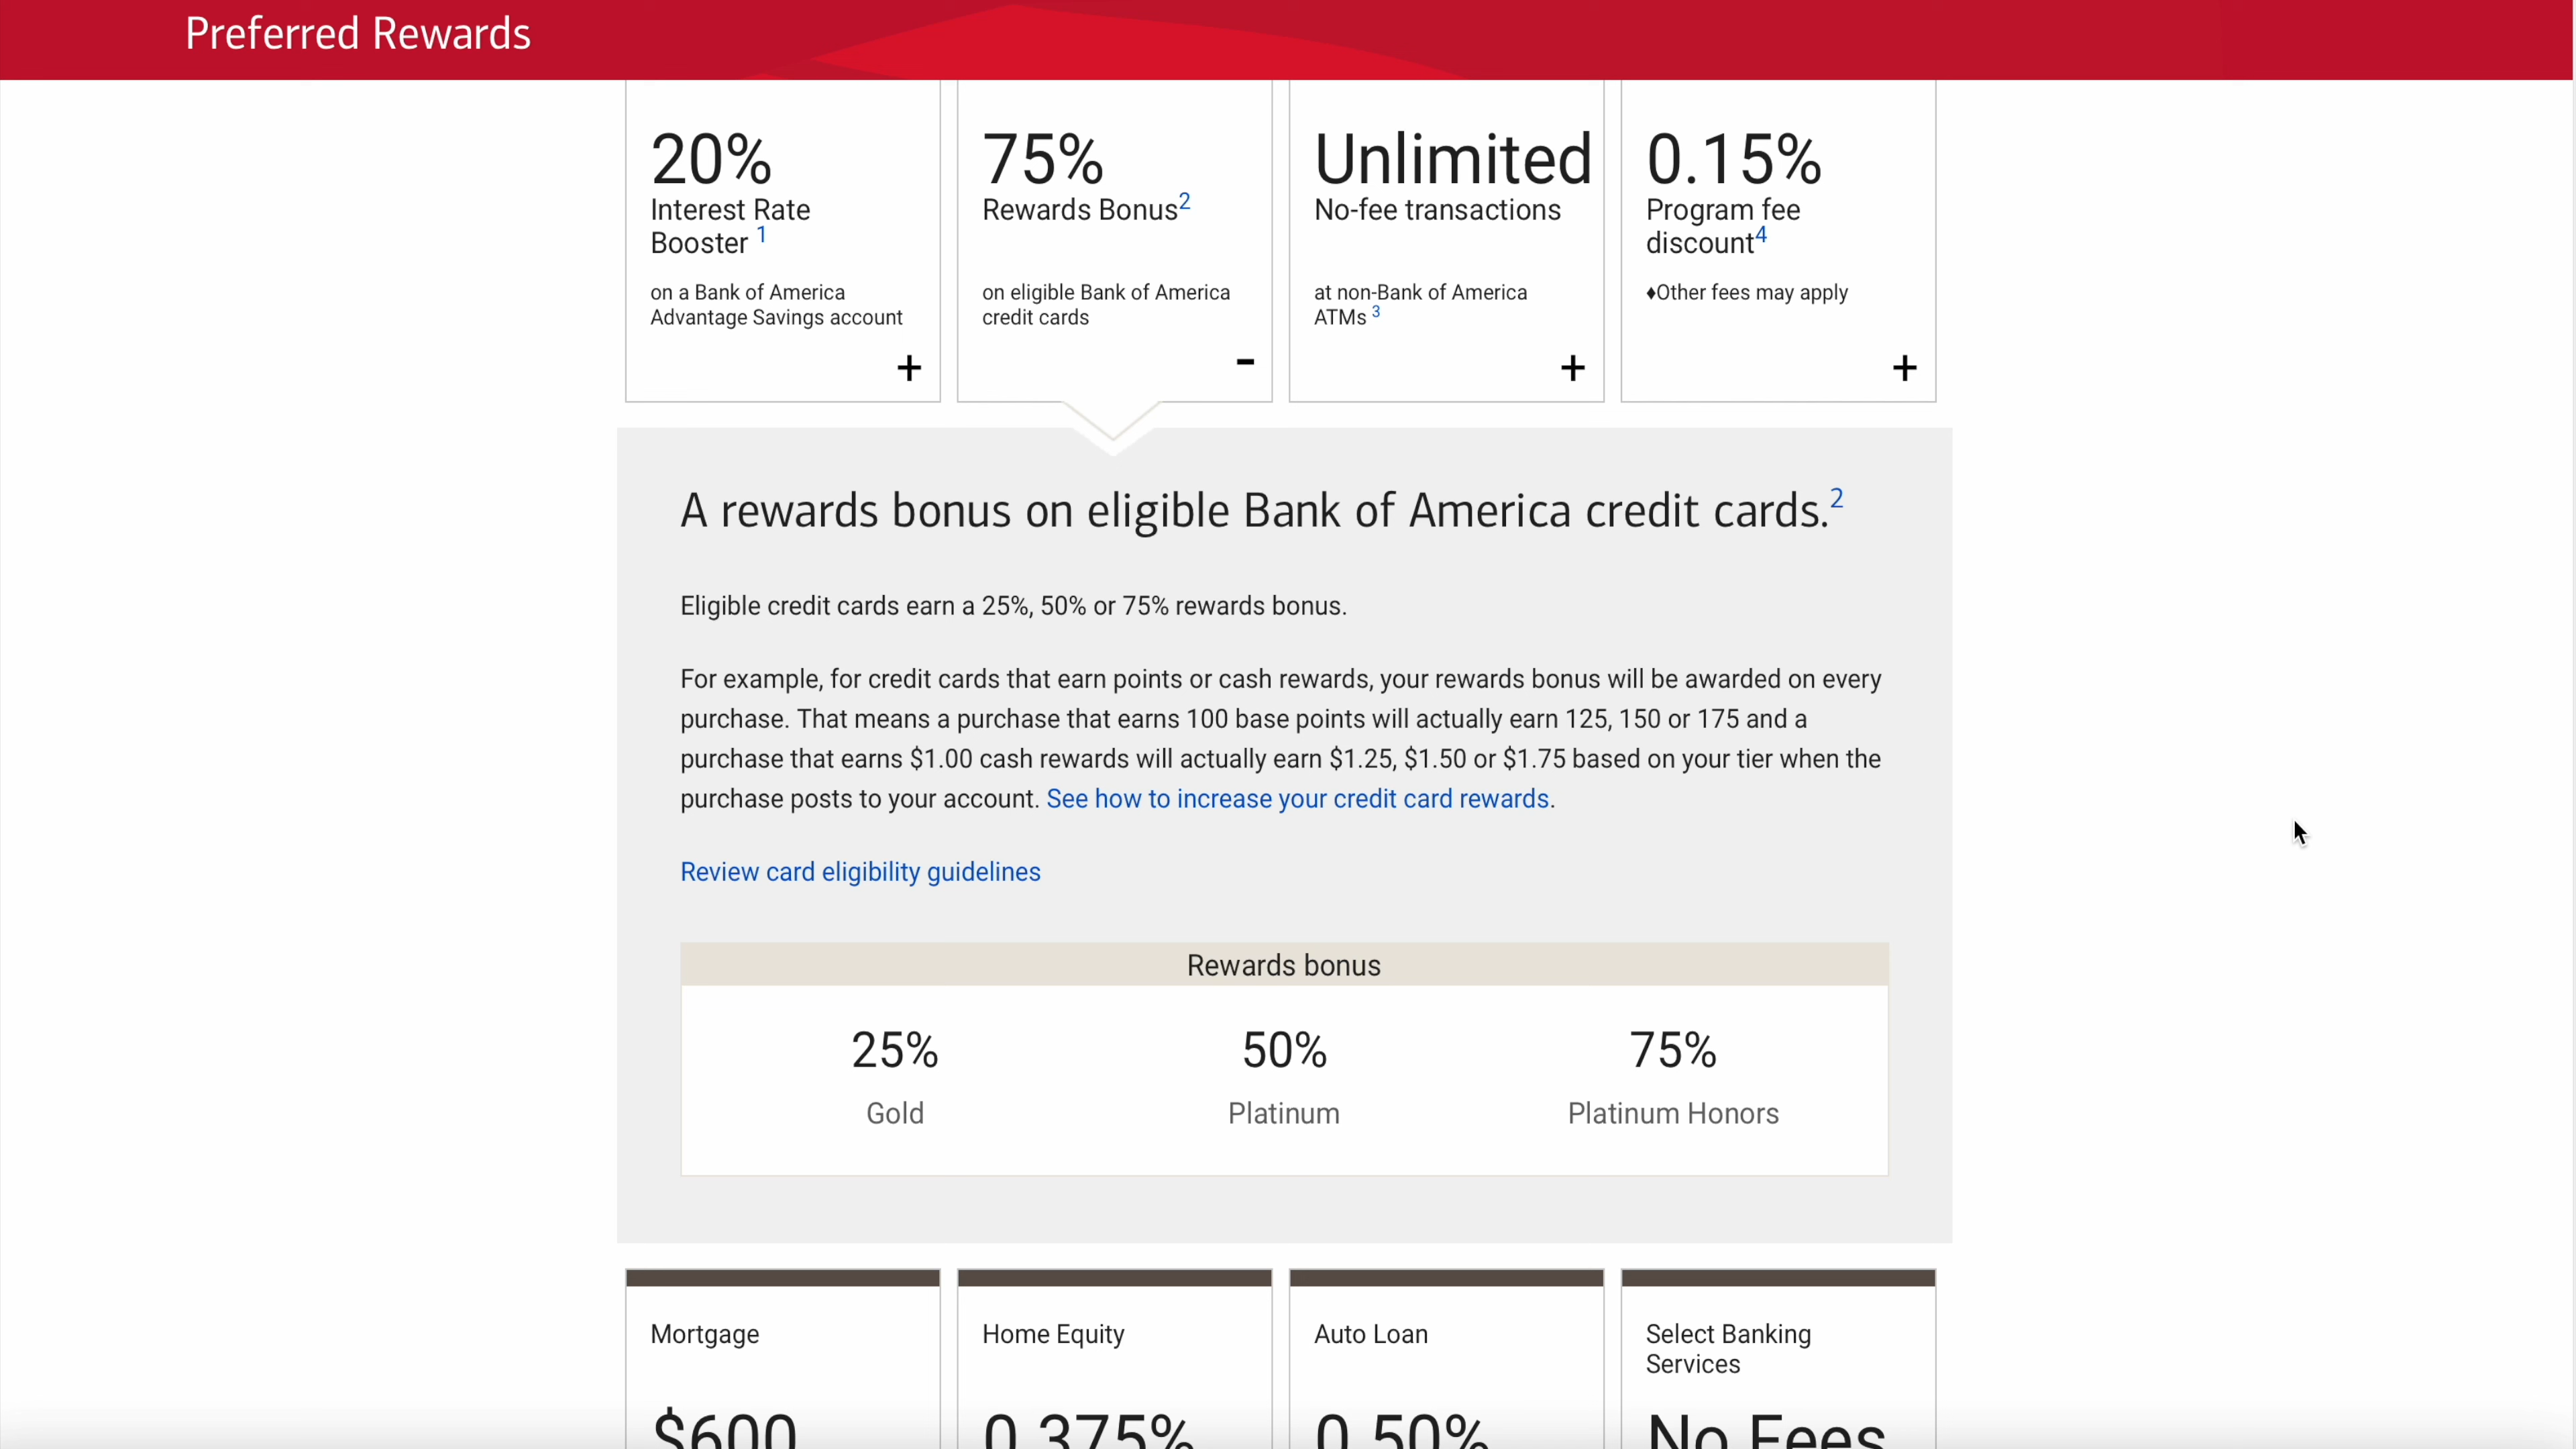 Preferred Rewards
20%
Interest Rate
Booster 1
on a Bank of America
Advantage Savings account
+
75%
Rewards Bonus2
on eligible Bank of America
credit cards
-
Unlimited
No-fee transactions
at non-Bank of America
ATMs 3
+
0.15%
Program fee
discount4
♦Other fees may apply
+
A rewards bonus on eligible Bank of America credit cards.2
Eligible credit cards earn a 25%, 50% or 75% rewards bonus.
For example, for credit cards that earn points or cash rewards, your rewards bonus will be awarded on every
purchase. That means a purchase that earns 100 base points will actually earn 125, 150 or 175 and a
purchase that earns $1.00 cash rewards will actually earn $1.25, $1.50 or $1.75 based on your tier when the
purchase posts to your account. See how to increase your credit card rewards.
Review card eligibility guidelines
Rewards bonus
25% 50% 75%
Gold Platinum Platinum Honors
Mortgage
$600
Home Equity
0.375%
Auto Loan
0.50%
Select Banking
Services
No Fees